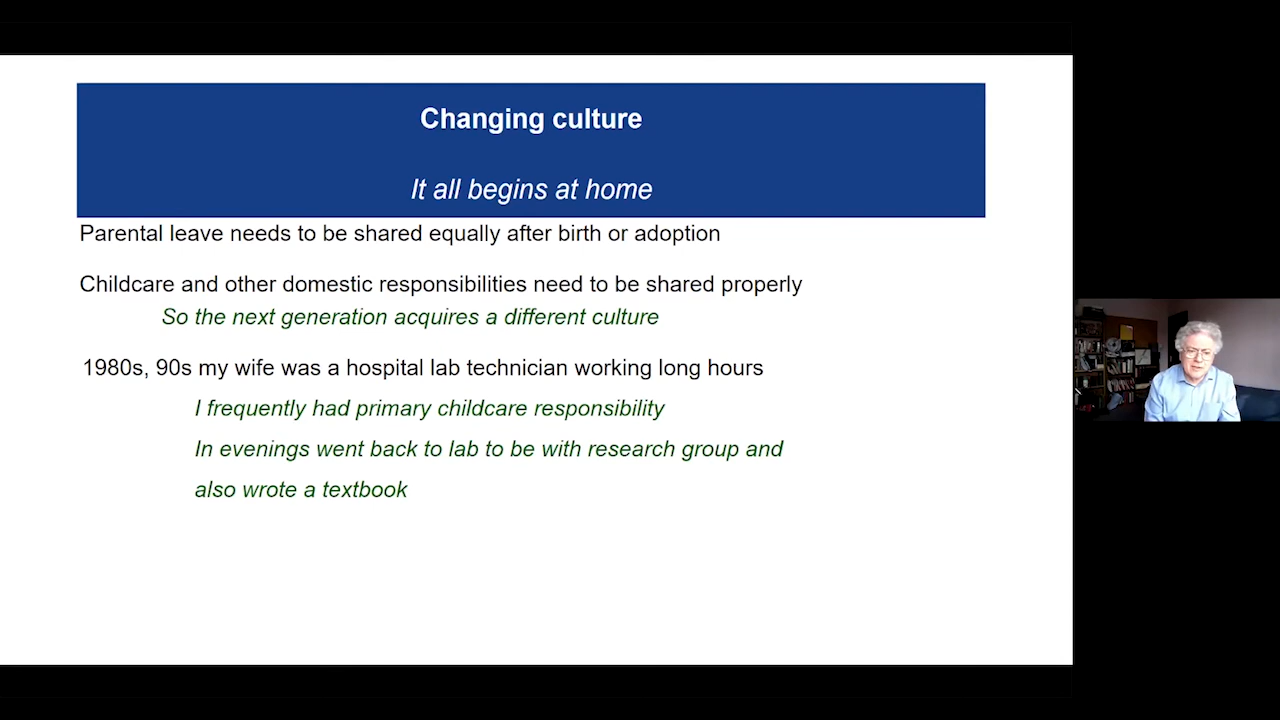 Changing culture
It all begins at home
Parental leave needs to be shared equally after birth or adoption
Childcare and other domestic responsibilities need to be shared properly
So the next generation acquires a different culture
1980s, 90s my wife was a hospital lab technician working long hours
I frequently had primary childcare responsibility
In evenings went back to lab to be with research group and
also wrote a textbook